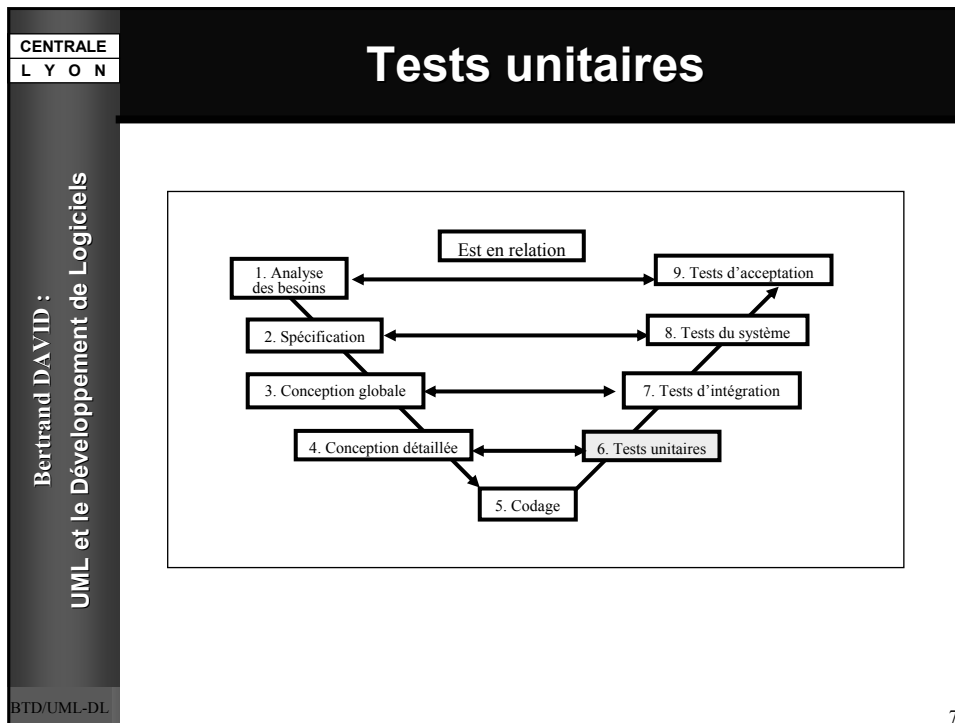 CENTRALE
L Y O N
Tests unitaires
Bertrand DAVID :
UML et le Développement de Logiciels
Est en relation
1. Analyse
des besoins
9. Tests d’acceptation
2. Spécification
8. Tests du système
3. Conception globale
7. Tests d’intégration
4. Conception détaillée
6. Tests unitaires
5. Codage
BTD/UML-DL
7